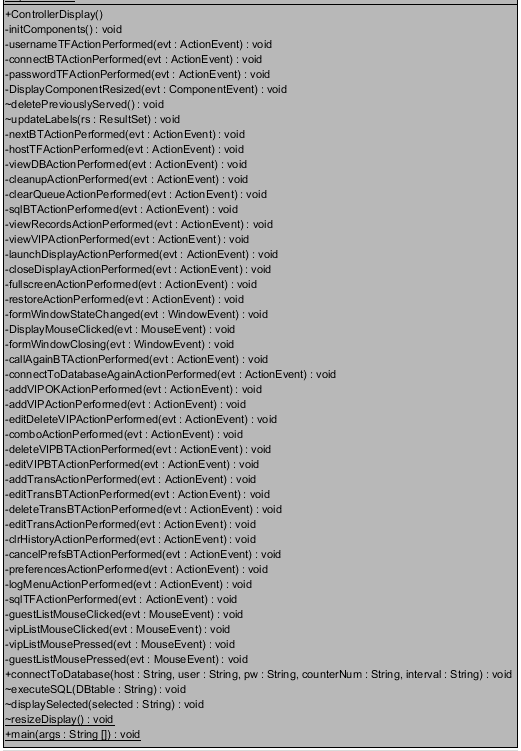 +ControllerDisplay()
-initComponents() : void
-usernameTFActionPerformed(evt : ActionEvent) : void
-connectBTActionPerformed(evt : ActionEvent) : void
-passwordTFActionPerformed(evt : ActionEvent) : void
-DisplayComponentResized(evt : ComponentEvent) : void
~deletePreviouslyServed() : void
~updateLabels(rs : ResultSet) : void
-nextBTActionPerformed(evt : ActionEvent) : void
-hostTFActionPerformed(evt : ActionEvent) : void
-viewDBActionPerformed(evt : ActionEvent) : void
-cleanupActionPerformed(evt : ActionEvent) : void
-clearQueueActionPerformed(evt : ActionEvent) : void
-sqlBTActionPerformed(evt : ActionEvent) : void
-viewRecordsActionPerformed(evt : ActionEvent) : void
-viewVIPActionPerformed(evt : ActionEvent) : void
-launchDisplayActionPerformed(evt : ActionEvent) : void
-closeDisplayActionPerformed(evt : ActionEvent) : void
-fullscreenActionPerformed(evt : ActionEvent) : void
-restoreActionPerformed(evt : ActionEvent) : void
-formWindowStateChanged(evt : WindowEvent) : void
-DisplayMouseClicked(evt : MouseEvent) : void
-formWindowClosing(evt : WindowEvent) : void
-callAgainBTActionPerformed(evt : ActionEvent) : void
-connectToDatabaseAgainActionPerformed(evt : ActionEvent) : void
-addVIPOKActionPerformed(evt : ActionEvent) : void
-addVIPActionPerformed(evt : ActionEvent) : void
-editDeleteVIPActionPerformed(evt : ActionEvent) : void
-comboActionPerformed(evt : ActionEvent) : void
-deleteVIPBTActionPerformed(evt : ActionEvent) : void
-editVIPBTActionPerformed(evt : ActionEvent) : void
-addTransActionPerformed(evt : ActionEvent) : void
-editTransBTActionPerformed(evt : ActionEvent) : void
-deleteTransBTActionPerformed(evt : ActionEvent) : void
-editTransActionPerformed(evt : ActionEvent) : void
-clrHistoryActionPerformed(evt : ActionEvent) : void
-cancelPrefsBTActionPerformed(evt : ActionEvent) : void
-preferencesActionPerformed(evt : ActionEvent) : void
-logMenuActionPerformed(evt : ActionEvent) : void
-sqlTFActionPerformed(evt : ActionEvent) : void
-guestListMouseClicked(evt : MouseEvent) : void
-vipListMouseClicked(evt : MouseEvent) : void
-vipListMousePressed(evt : MouseEvent) : void
-guestListMousePressed(evt : MouseEvent) : void
+connectToDatabase(host : String, user : String, pw : String, counterNum : String, interval : String) : void
~executeSQL(DBtable : String) : void
~displaySelected(selected : String) : void
~resizeDisplay() : void
+main(args : String []) : void